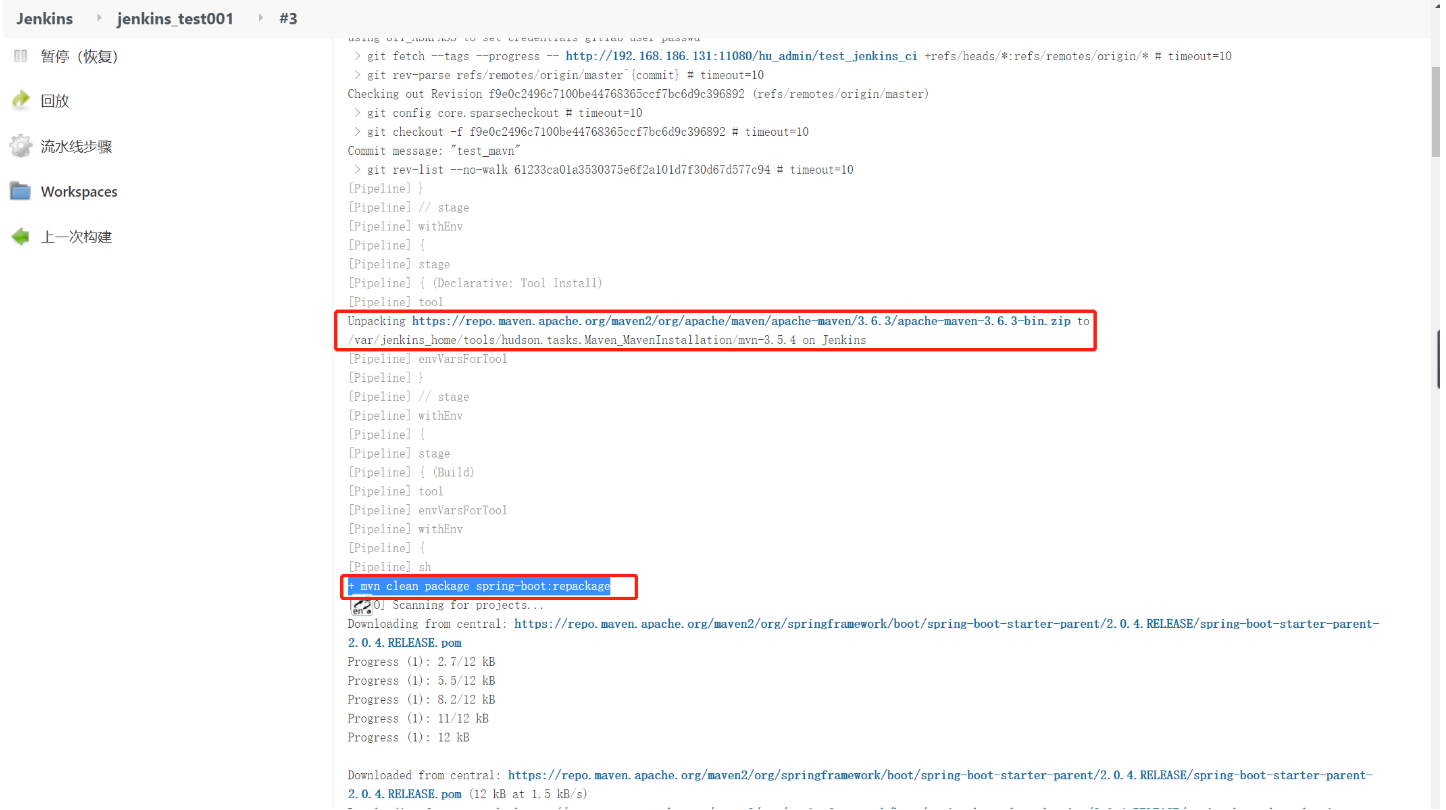 Jenkins jenkins_test001 #3
暂停（恢复）
回放
流水线步骤
Workspaces
上一次构建
using GIT_ASKPASS to set credentials gitlab user passwd
> git fetch --tags --progress -- http://192.168.186.131:11080/hu_admin/test_jenkins_ci +refs/heads/*:refs/remotes/origin/* # timeout=10
> git rev-parse refs/remotes/origin/master^{commit} # timeout=10
Checking out Revision f9e0c2496c7100be44768365ccf7bc6d9c396892 (refs/remotes/origin/master)
> git config core.sparsecheckout # timeout=10
> git checkout -f f9e0c2496c7100be44768365ccf7bc6d9c396892 # timeout=10
Commit message: "test_mavn"
> git rev-list --no-walk 61233ca01a3530375e6f2a101d7f30d67d577c94 # timeout=10
[Pipeline] }
[Pipeline] // stage
[Pipeline] withEnv
[Pipeline] {
[Pipeline] stage
[Pipeline] { (Declarative: Tool Install)
[Pipeline] tool
Unpacking https://repo.maven.apache.org/maven2/org/apache/maven/apache-maven/3.6.3/apache-maven-3.6.3-bin.zip to
/var/jenkins_home/tools/hudson.tasks.Maven_MavenInstallation/mvn-3.5.4 on Jenkins
[Pipeline] envVarsForTool
[Pipeline] }
[Pipeline] // stage
[Pipeline] withEnv
[Pipeline] {
[Pipeline] stage
[Pipeline] { (Build)
[Pipeline] tool
[Pipeline] envVarsForTool
[Pipeline] withEnv
[Pipeline] {
[Pipeline] sh
+ mvn clean package spring-boot:repackage
O] Scanning for projects...
Downloading from central: https://repo.maven.apache.org/maven2/org/springframework/boot/spring-boot-starter-parent/2.0.4.RELEASE/spring-boot-starter-parent-
2.0.4.RELEASE.pom
Progress (1): 2.7/12 kB
Progress (1): 5.5/12 kB
Progress (1): 8.2/12 kB
Progress (1): 11/12 kB
Progress (1): 12 kB
Downloaded from central: https://repo.maven.apache.org/maven2/org/springframework/boot/spring-boot-starter-parent/2.0.4.RELEASE/spring-boot-starter-parent-
2.0.4.RELEASE.pom (12 kB at 1.5 kB/s)